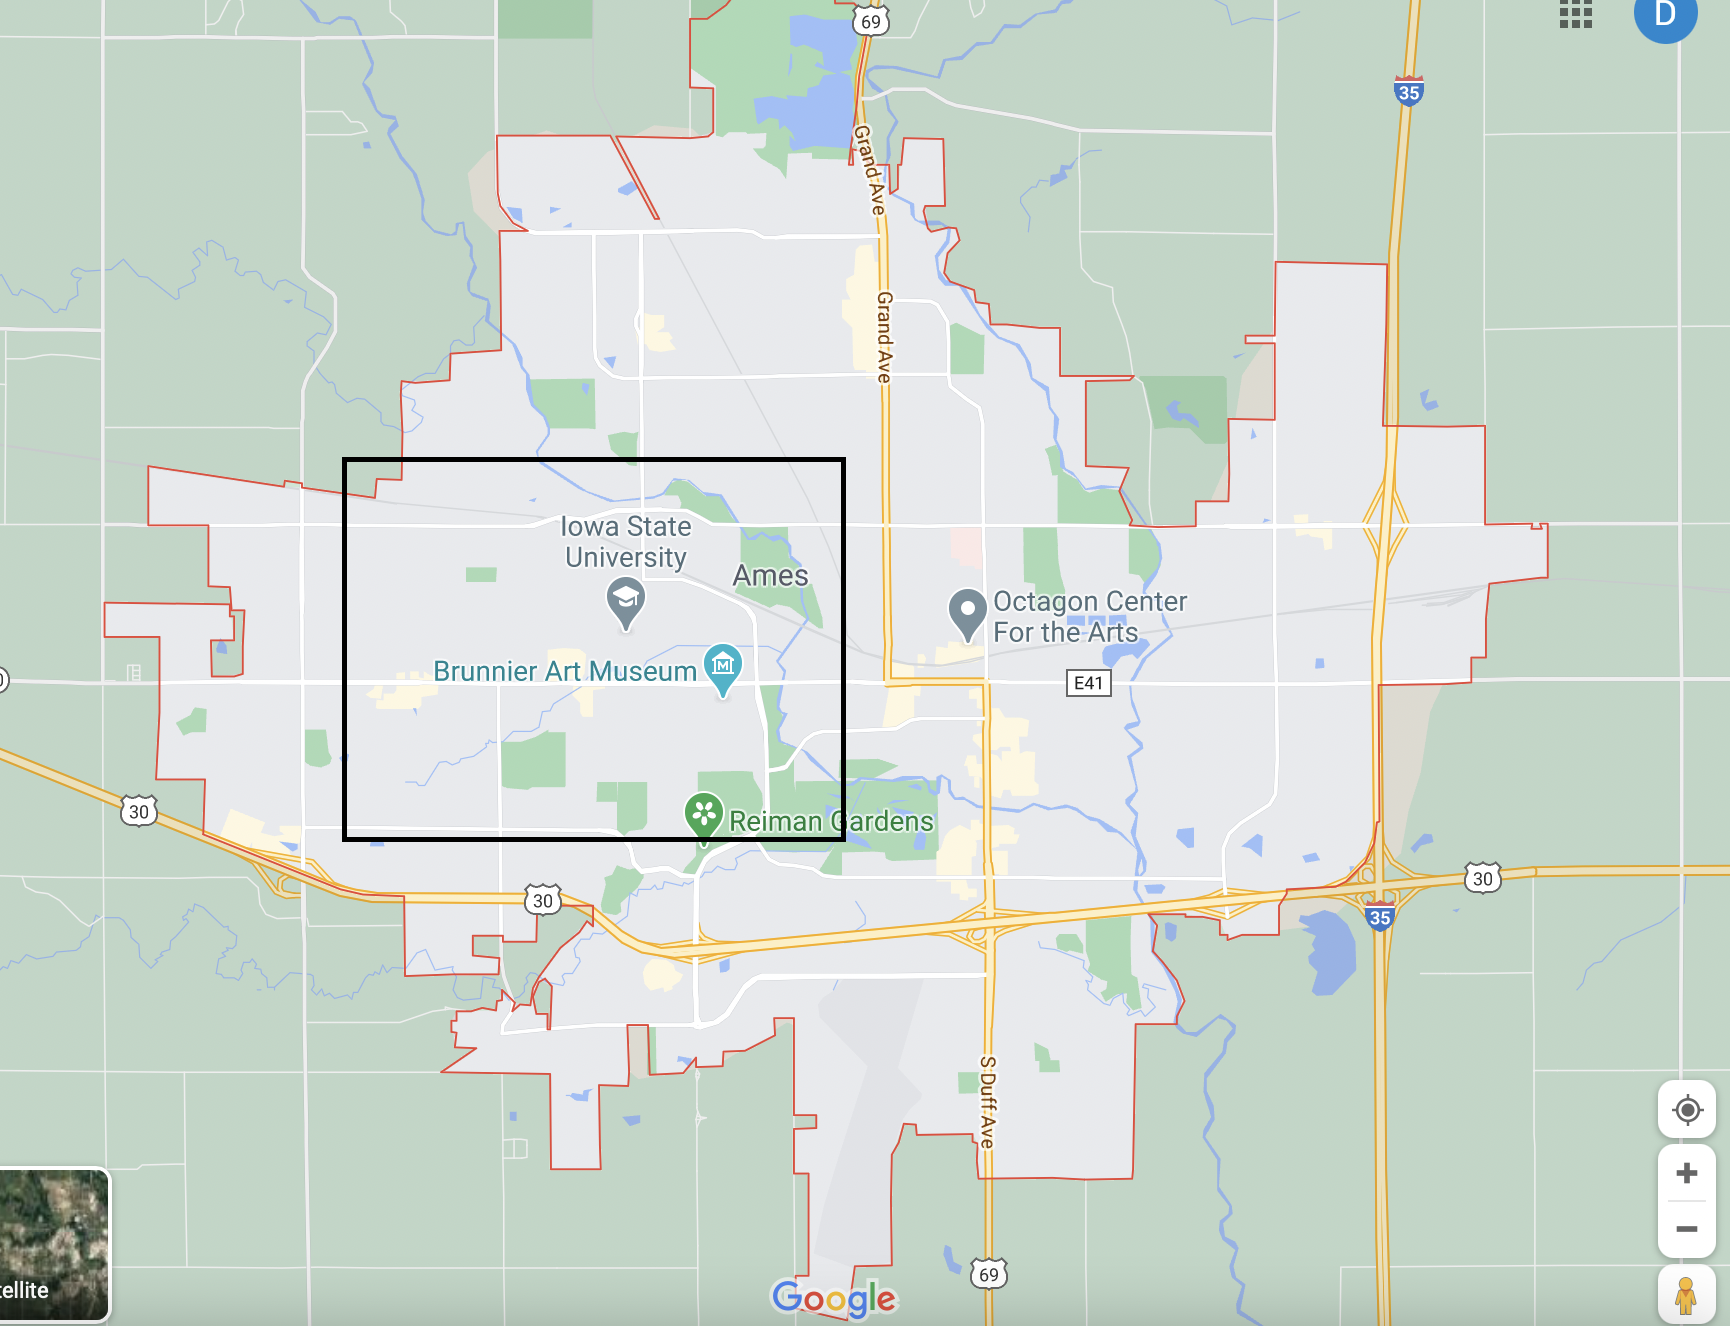 69
D
35
Grand Ave
Grand Ave
Iowa State
University
Ames
Octagon Center
For the Arts
Brunnier Art Museum
E41
30
Reiman Gardens
30
30
35
S Duff Ave
69
tellite
Google